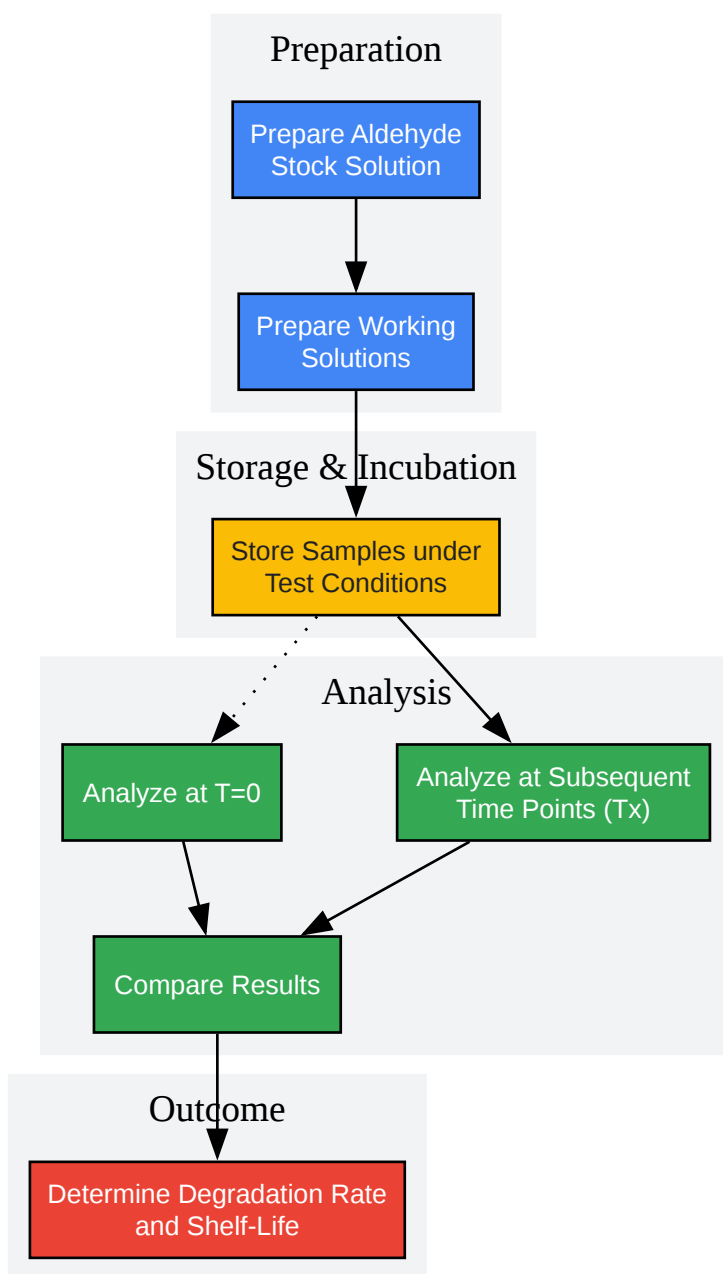 Preparation
Prepare Aldehyde
Stock Solution
Prepare Working
Solutions
Storage & Incubation
Store Samples under
Test Conditions
Analysis
Analyze at T=0
Analyze at Subsequent
Time Points (Tx)
Compare Results
Outcome
Determine Degradation Rate
and Shelf-Life